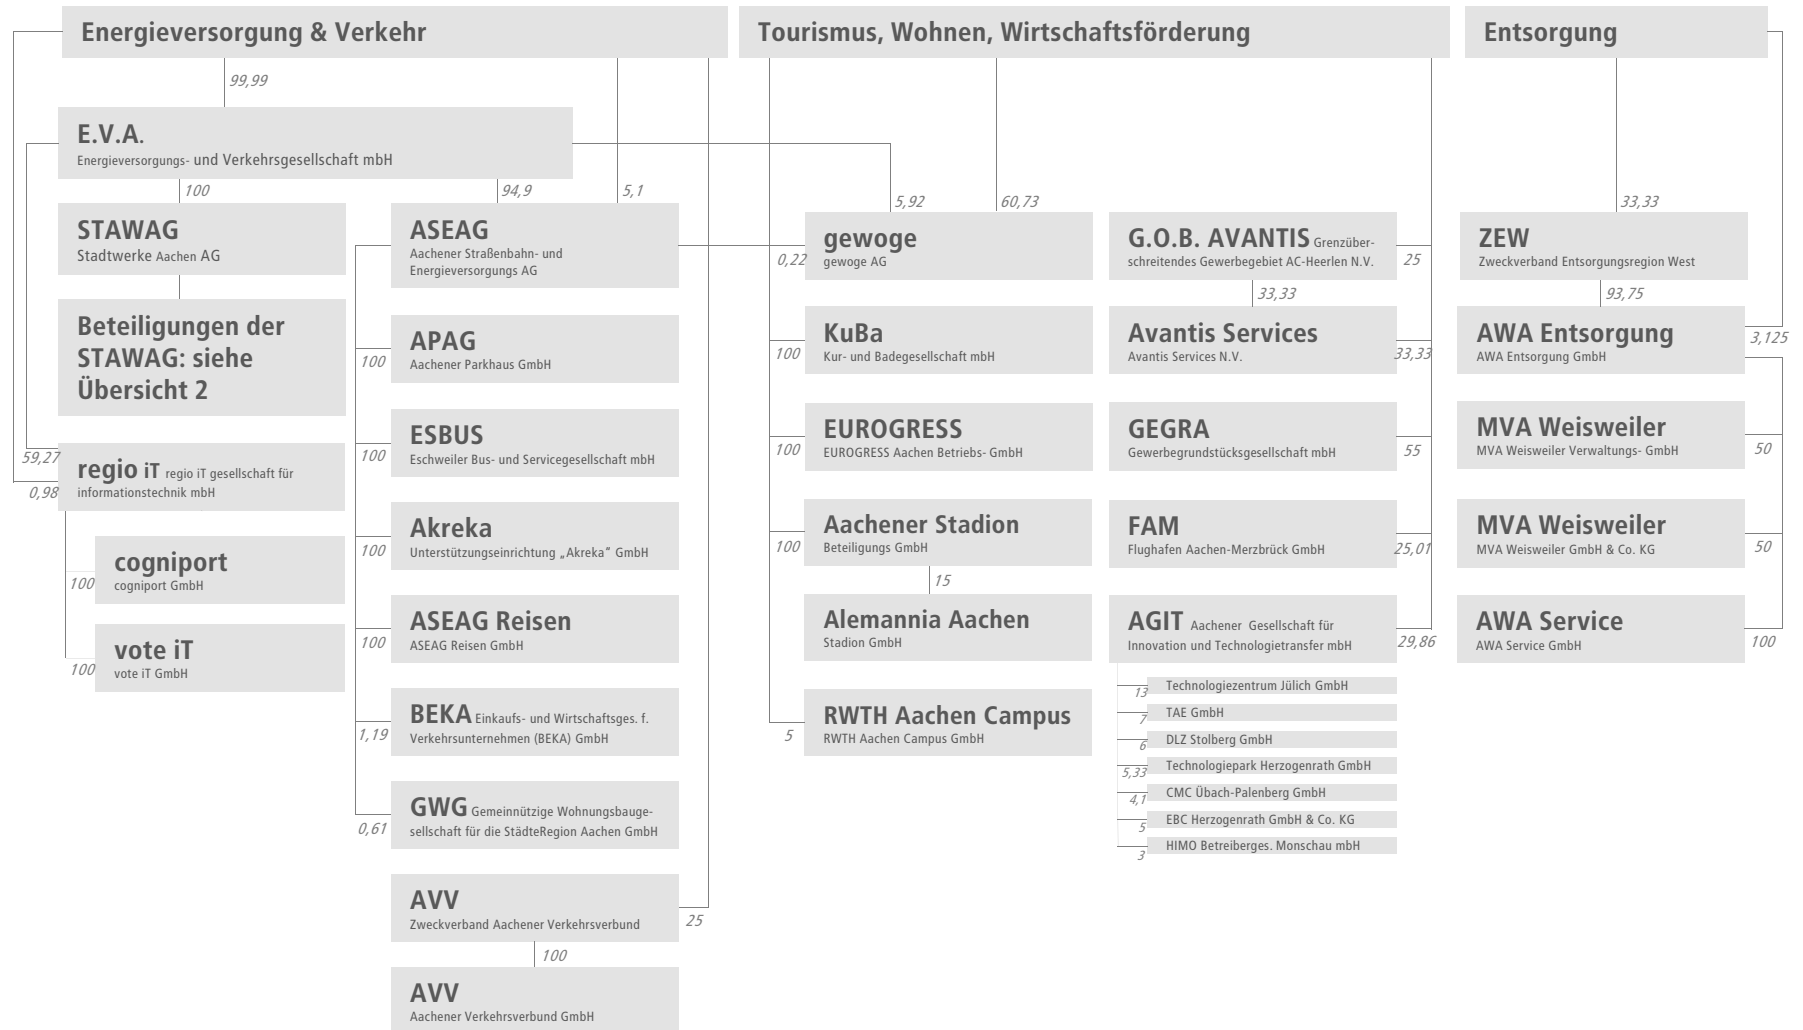 Energieversorgung & Verkehr
99,99
E.V.A.
Energieversorgungs- und Verkehrsgesellschaft mbH
100
94,9
5,1
STAWAG
Stadtwerke Aachen AG
Beteiligungen der
STAWAG: siehe
Übersicht 2
59,27
0,98
regio iT regio iT gesellschaft für
informationstechnik mbH
100
cogniport
cogniport GmbH
100
vote iT
vote iT GmbH
ASEAG
Aachener Straßenbahn- und
Energieversorgungs AG
100
APAG
Aachener Parkhaus GmbH
100
ESBUS
Eschweiler Bus- und Servicegesellschaft mbH
100
Akreka
Unterstützungseinrichtung „Akreka“ GmbH
100
ASEAG Reisen
ASEAG Reisen GmbH
1,19
BEKA Einkaufs- und Wirtschaftsges. f.
Verkehrsunternehmen (BEKA) GmbH
0,61
GWG Gemeinnützige Wohnungsbauge-
sellschaft für die StädteRegion Aachen GmbH
AVV
Zweckverband Aachener Verkehrsverbund
25
100
AVV
Aachener Verkehrsverbund GmbH
Tourismus, Wohnen, Wirtschaftsförderung
5,92
60,73
0,22
gewoge
gewoge AG
100
KuBa
Kur- und Badegesellschaft mbH
100
EUROGRESS
EUROGRESS Aachen Betriebs- GmbH
100
Aachener Stadion
Beteiligungs GmbH
15
Alemannia Aachen
Stadion GmbH
5
RWTH Aachen Campus
RWTH Aachen Campus GmbH
G.O.B. AVANTIS Grenzüber-
schreitendes Gewerbegebiet AC-Heerlen N.V.
25
33,33
Avantis Services
Avantis Services N.V.
33,33
GEGRA
Gewerbegrundstücksgesellschaft mbH
55
FAM
Flughafen Aachen-Merzbrück GmbH
25,01
AGIT Aachener Gesellschaft für
Innovation und Technologietransfer mbH
29,86
13
Technologiezentrum Jülich GmbH
7
TAE GmbH
6
DLZ Stolberg GmbH
5,33
Technologiepark Herzogenrath GmbH
4,1
CMC Übach-Palenberg GmbH
5
EBC Herzogenrath GmbH & Co. KG
3
HIMO Betreiberges. Monschau mbH
Entsorgung
33,33
ZEW
Zweckverband Entsorgungsregion West
93,75
AWA Entsorgung
AWA Entsorgung GmbH
3,125
MVA Weisweiler
MVA Weisweiler Verwaltungs- GmbH
50
MVA Weisweiler
MVA Weisweiler GmbH & Co. KG
50
AWA Service
AWA Service GmbH
100